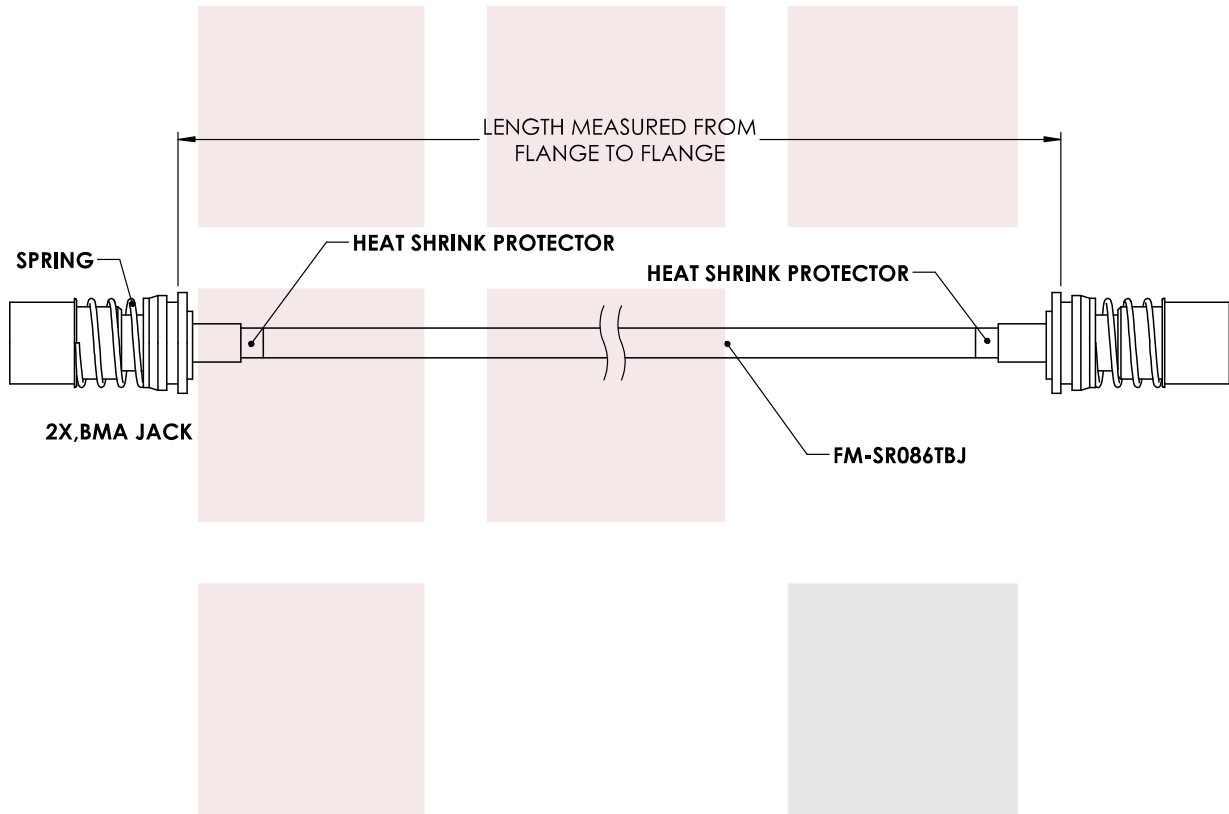 LENGTH MEASURED FROM
FLANGE TO FLANGE
HEAT SHRINK PROTECTOR
SPRING
HEAT SHRINK PROTECTOR
2X,BMA JACK
FM-SR086TBJ